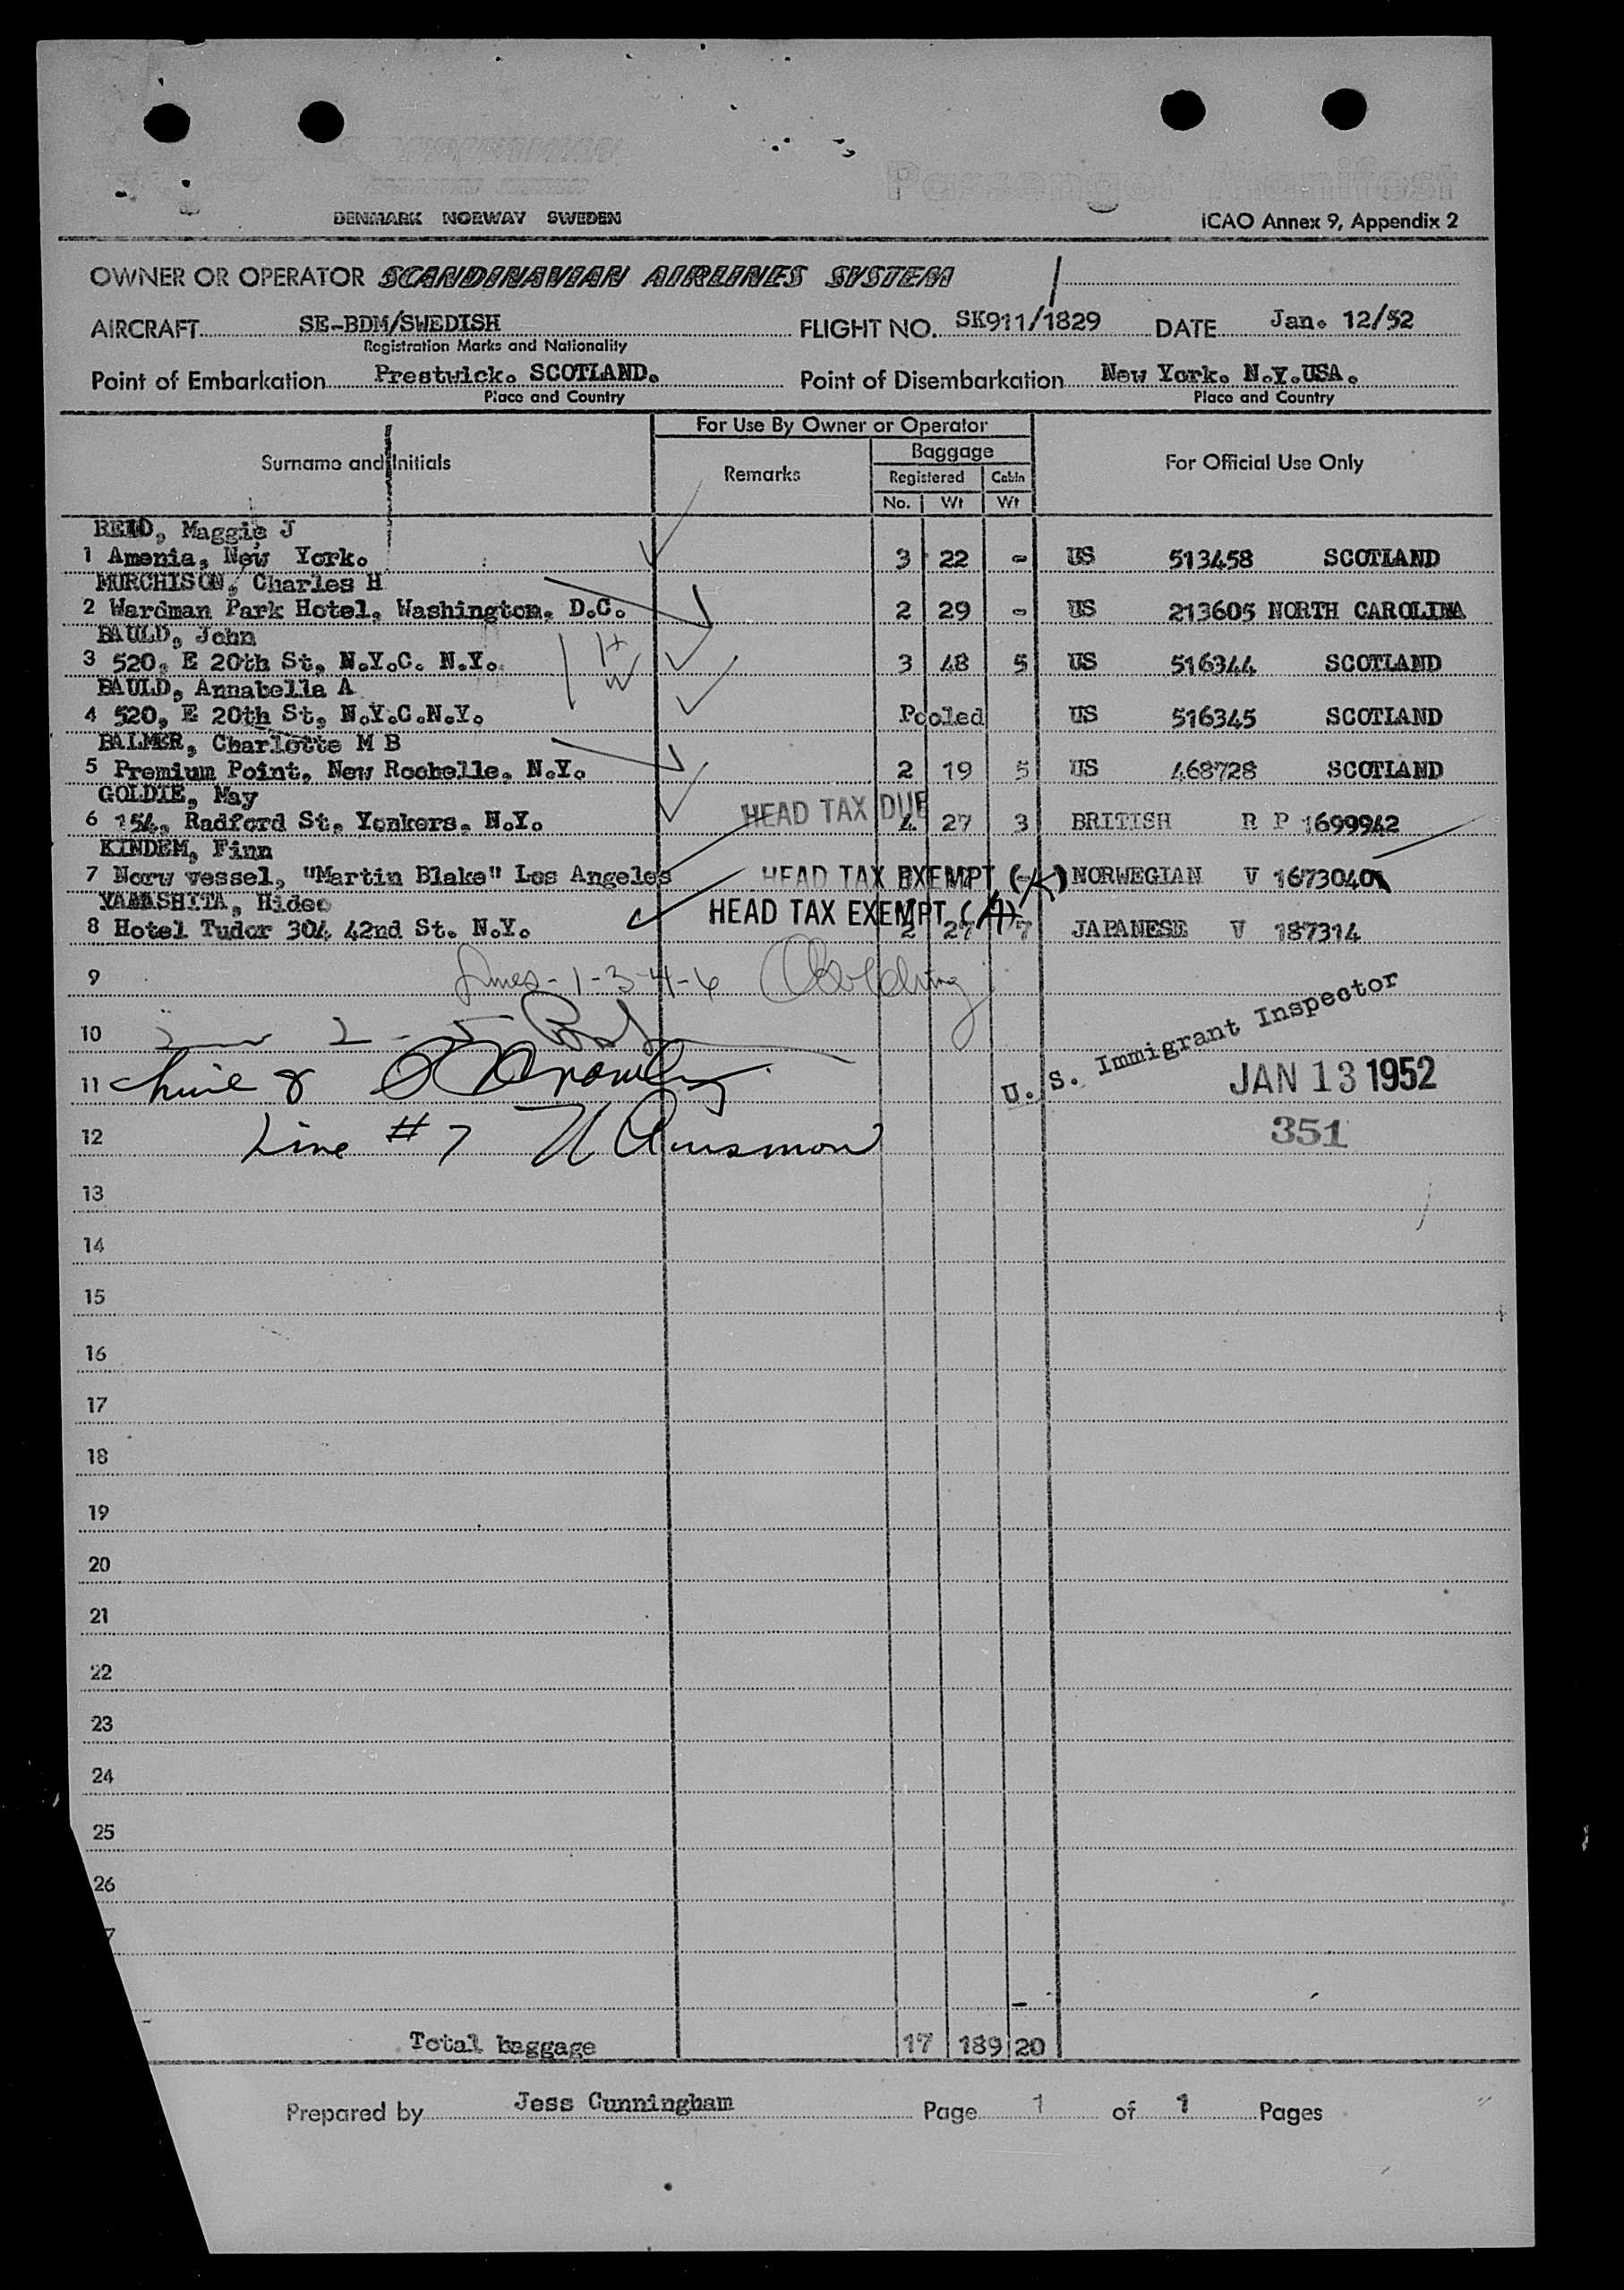 Passenger Manifest
DENMARK NORWAY SWEDEN
ICAO Annex 9, Appendix 2
OWNER OR OPERATOR SCANDINAVIAN AIRLINES SYSTEM
AIRCRAFT SE-BDM/SWEDISH FLIGHT NO. SK911/1829 DATE Jan. 12/52
Registration Marks and Nationality
Point of Embarkation Prestwick. SCOTLAND. Point of Disembarkation New York. N.Y.USA.
Place and Country Place and Country
For Use By Owner or Operator
Surname and Initials Remarks Baggage For Official Use Only
Registered Cabin
No. Wt Wt
REID, Maggie J
1 Amenia, New York. 3 22 - US 513458 SCOTLAND
MURCHISON, Charles H
2 Wardman Park Hotel, Washington, D.C. 2 29 - US 213605 NORTH CAROLINA
BAULD, John
3 520, E 20th St, N.Y.C. N.Y. H 3 48 5 US 516344 SCOTLAND
W
BAULD, Annabella A
4 520, E 20th St, N.Y.C.N.Y. Pooled US 516345 SCOTLAND
BALMER, Charlotte M B
5 Premium Point, New Rochelle, N.Y. 2 19 5 US 468728 SCOTLAND
GOLDIE, May HEAD TAX DUE
6 154, Radford St, Yonkers, N.Y. 4 27 3 BRITISH R P 1699942
KINDEM, Finn
7 Norw vessel, "Martin Blake" Los Angeles HEAD TAX EXEMPT NORWEGIAN V 1673040
YAMASHITA, Hideo HEAD TAX EXEMPT
8 Hotel Tudor 304 42nd St. N.Y. 2 27 7 JAPANESE V 187314
9 Lines-1-3-4-6
10 2-5
U. S. Immigrant Inspector
11 Line 8 JAN 13 1952
12 Line #7 351
13
14
15
16
17
18
19
20
21
22
23
24
25
26
7
Total baggage 17 189 20
Prepared by Jess Cunningham Page 1 of 1 Pages